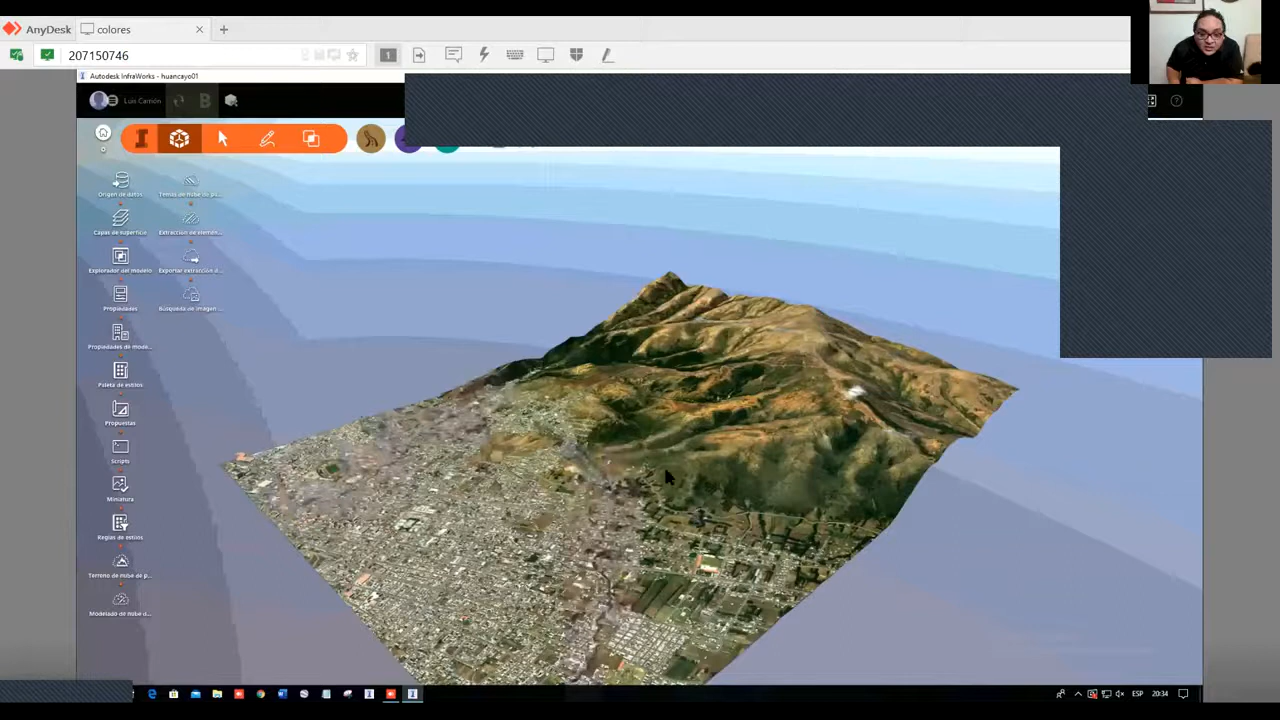 AnyDesk colores
207150746 1
Autodesk InfraWorks - huancayo01
Luis Carrión
Origen de datos Temas de nube de pu...
Capas de superficie Extracción de elemen...
Explorador del modelo Exportar extracción d...
Propiedades Búsqueda de imagen...
Propiedades de mode...
Paleta de estilos
Propuestas
Scripts
Miniatura
Reglas de estilos
Terreno de nube de p...
Modelado de nube d...
ESP 20:34